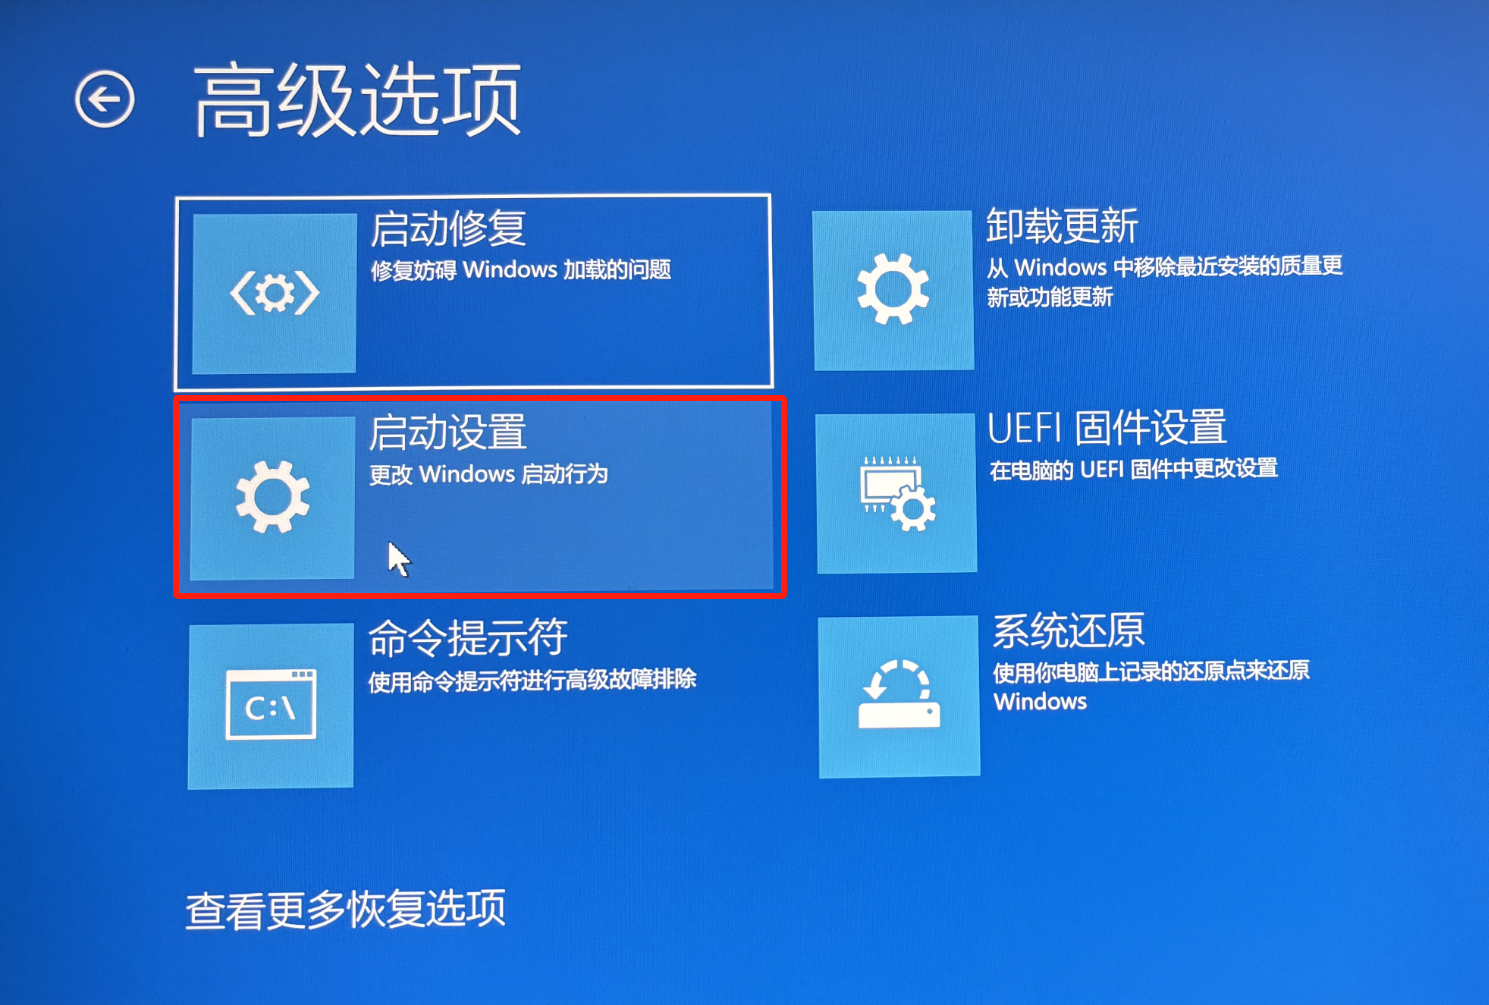 高级选项
启动修复
修复妨碍 Windows 加载的问题
卸载更新
从 Windows 中移除最近安装的质量更
新或功能更新
启动设置
更改 Windows 启动行为
UEFI 固件设置
在电脑的 UEFI 固件中更改设置
C:\
命令提示符
使用命令提示符进行高级故障排除
系统还原
使用你电脑上记录的还原点来还原
Windows
查看更多恢复选项